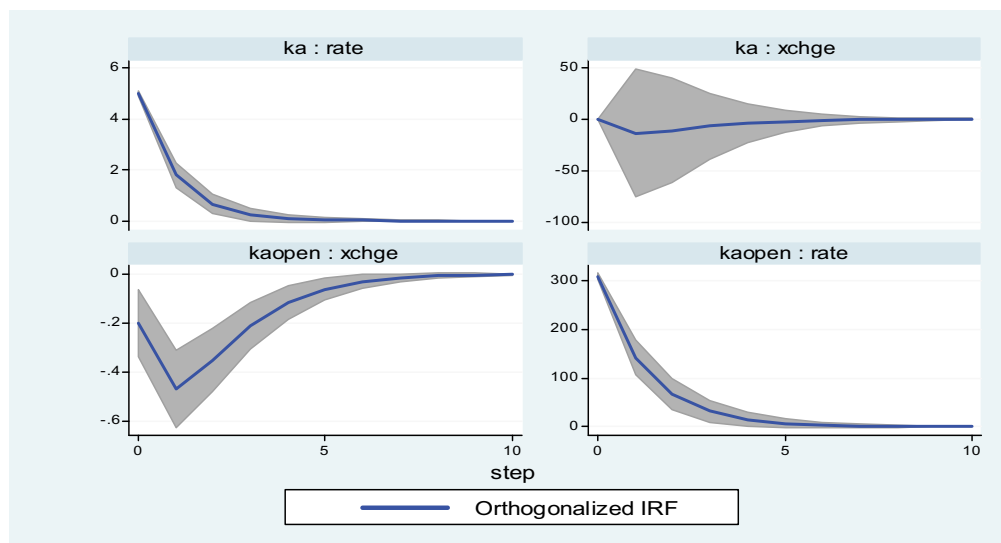 ka : rate
6
4
2
0
ka : xchge
50
0
-50
-100
kaopen : xchge
0
-.2
-.4
-.6
0 5 10
kaopen : rate
300
200
100
0
0 5 10
step
Orthogonalized IRF